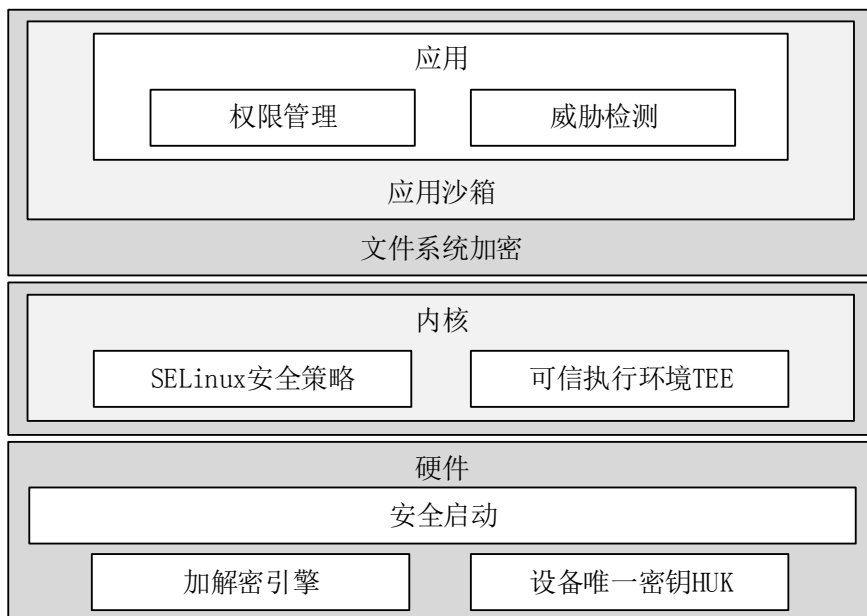 应用
权限管理
威胁检测
应用沙箱
文件系统加密
内核
SELinux安全策略
可信执行环境TEE
硬件
安全启动
加解密引擎
设备唯一密钥HUK